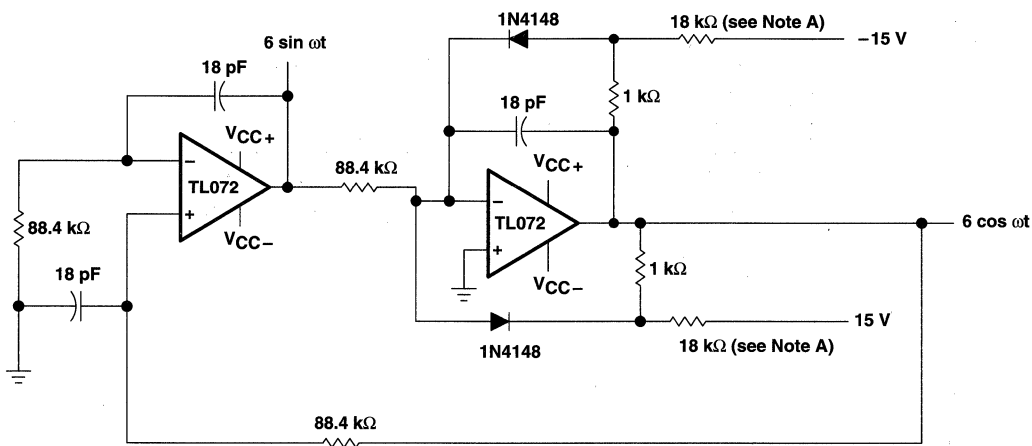 1N4148
18 kΩ (see Note A)
−15 V
6 sin ωt
18 pF
1 kΩ
18 pF
VCC+
88.4 kΩ
VCC+
−
TL072
+
−
TL072
+
6 cos ωt
88.4 kΩ
VCC−
VCC−
1 kΩ
18 pF
15 V
1N4148
18 kΩ (see Note A)
88.4 kΩ